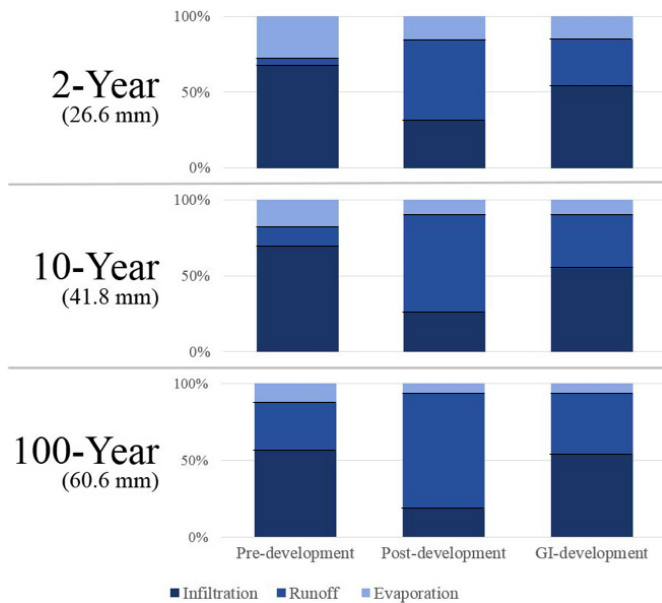 100%
2-Year
(26.6 mm)
50%
0%
100%
10-Year
(41.8 mm)
50%
0%
100%
100-Year
(60.6 mm)
50%
0%
Pre-development Post-development GI-development
Infiltration Runoff Evaporation